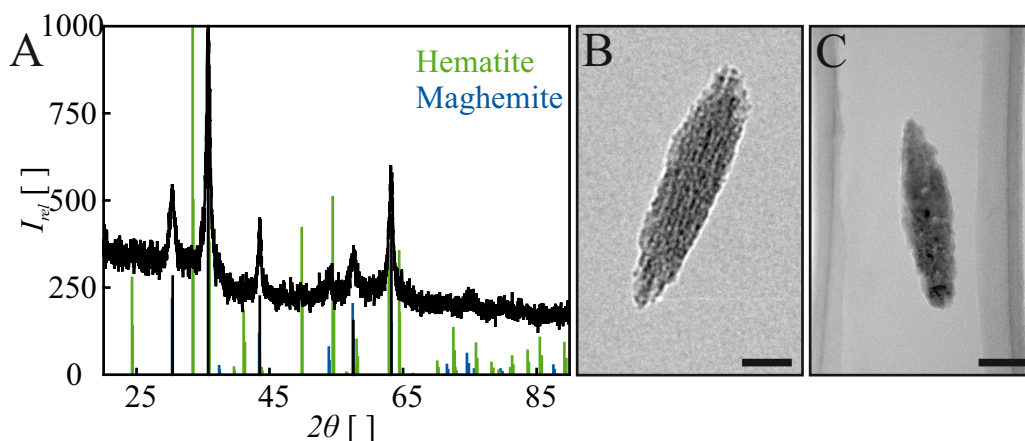 A
Hematite
Maghemite
1000
750
500
250
0
I_rel [ ]
25
45
65
85
2θ [ ]
B
C